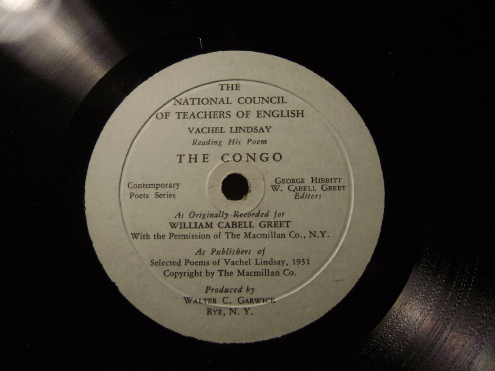 THE
NATIONAL COUNCIL
OF TEACHERS OF ENGLISH
VACHEL LINDSAY
Reading His Poem
THE CONGO
Contemporary
Poets Series
GEORGE HIBBITT
W. CABELL GREET
Editors
As Originally Recorded for
WILLIAM CABELL GREET
With the Permission of The Macmillan Co., N.Y.
As Publishers of
Selected Poems of Vachel Lindsay, 1931
Copyright by The Macmillan Co.
Produced by
WALTER C. GARWICK
RYE, N. Y.